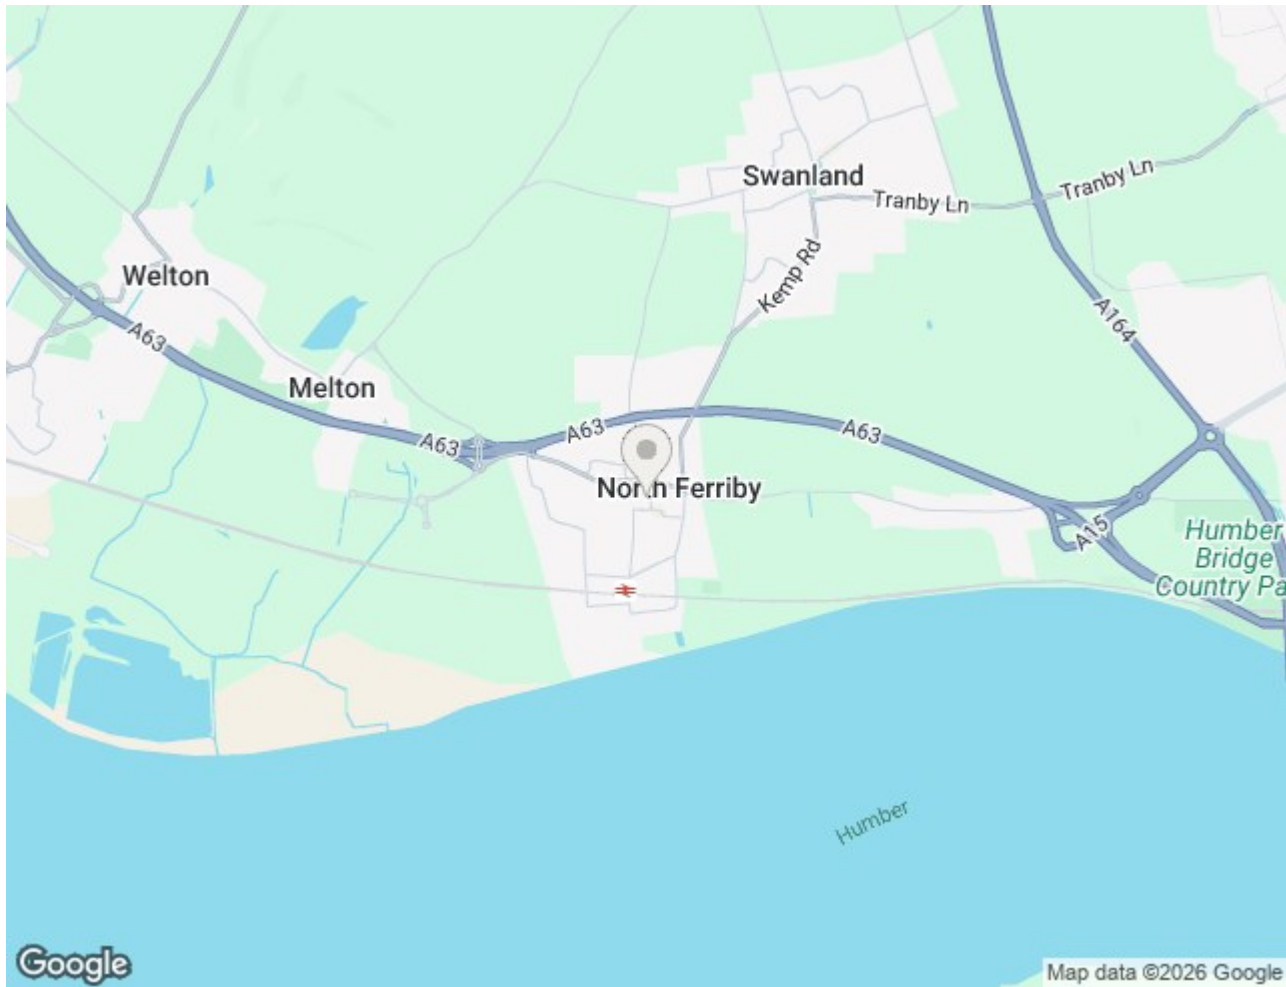 Swanland
Tranby Ln
Tranby Ln
Welton
Kemp Rd
A63
A164
Melton
A63
A63
A63
North Ferriby
A15
Humber
Bridge
Country Pa
Humber
Google
Map data ©2026 Google